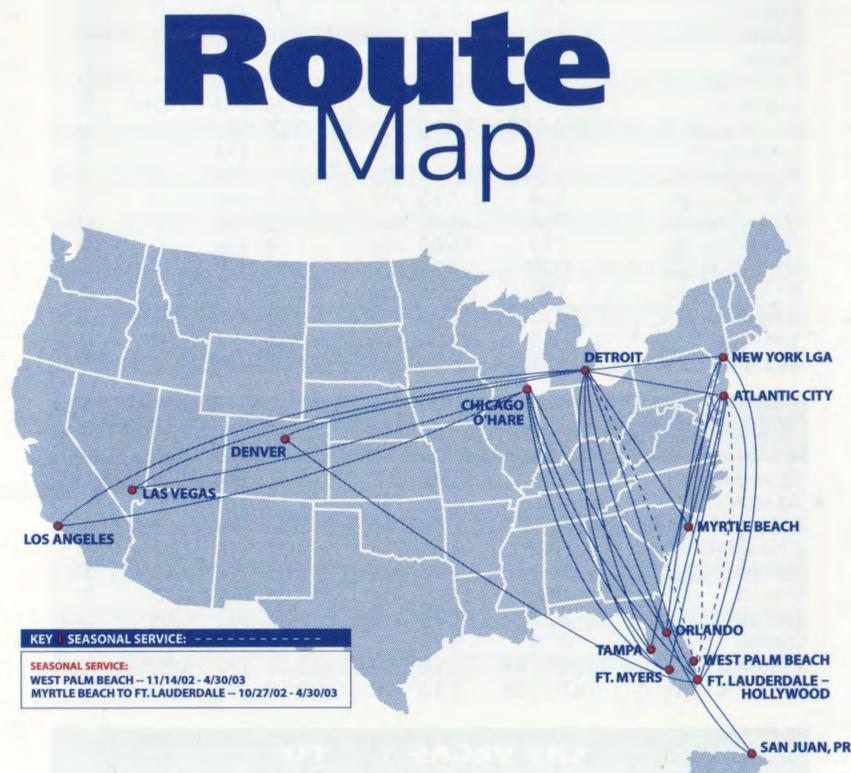 Route
Map
DETROIT
NEW YORK LGA
CHICAGO
O'HARE
ATLANTIC CITY
DENVER
LAS VEGAS
LOS ANGELES
MYRTLE BEACH
ORLANDO
TAMPA
WEST PALM BEACH
FT. MYERS
FT. LAUDERDALE –
HOLLYWOOD
SAN JUAN, PR
KEY | SEASONAL SERVICE: - - - - - - - - - - - -
SEASONAL SERVICE:
WEST PALM BEACH -- 11/14/02 - 4/30/03
MYRTLE BEACH TO FT. LAUDERDALE -- 10/27/02 - 4/30/03